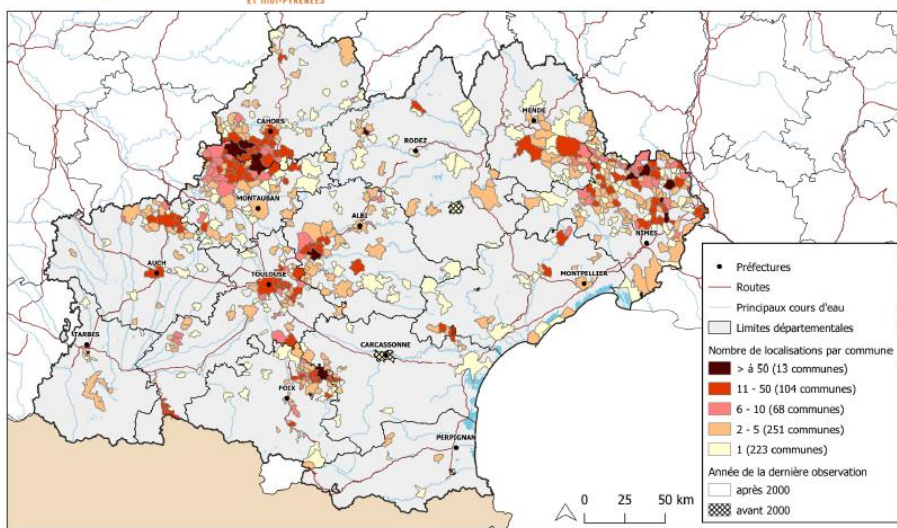 ET MIDI-PYRÉNÉES
MENDE
CAHORS
RODEZ
MONTAUBAN
ALBI
NIMES
AUCH
TOULOUSE
MONTPELLIER
TARBES
CARCASSONNE
FOIX
PERPIGNAN
Préfectures
Routes
Principaux cours d'eau
Limites départementales
Nombre de localisations par commune
> à 50 (13 communes)
11 - 50 (104 communes)
6 - 10 (68 communes)
2 - 5 (251 communes)
1 (223 communes)
Année de la dernière observation
après 2000
avant 2000
0 25 50 km